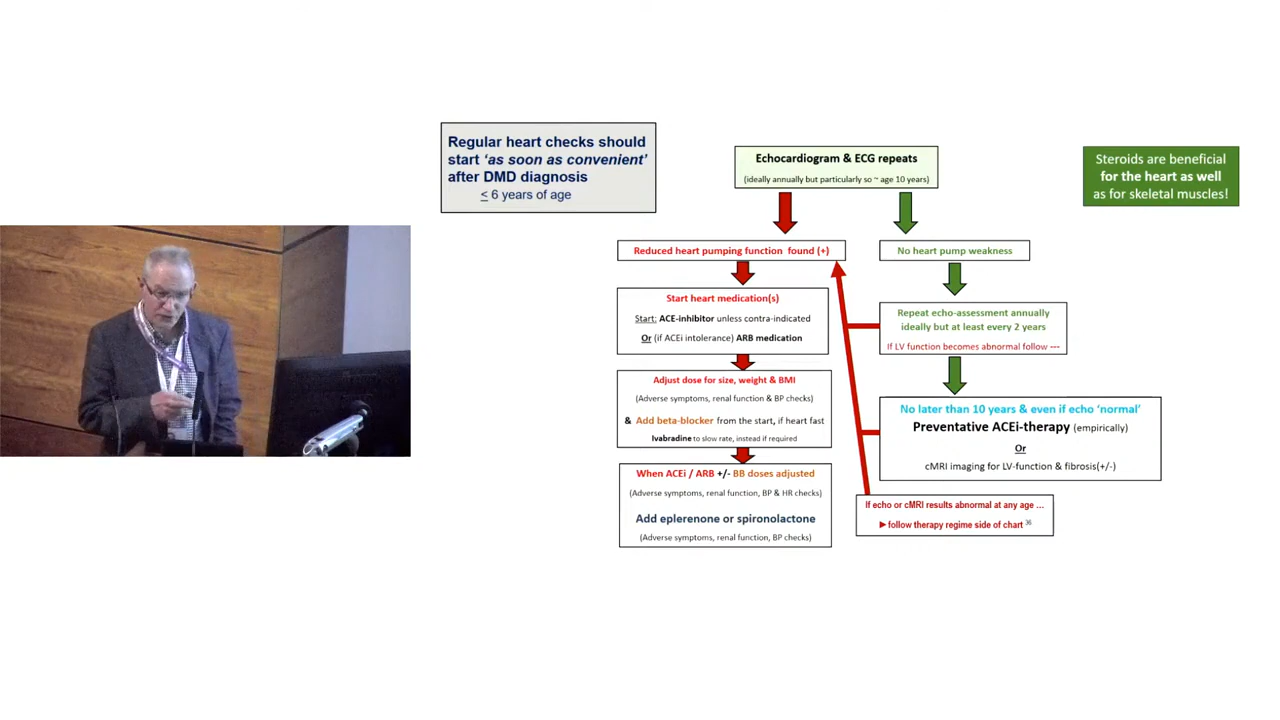 Regular heart checks should
start ‘as soon as convenient’
after DMD diagnosis
< 6 years of age
Echocardiogram & ECG repeats
(ideally annually but particularly so ~ age 10 years)
Steroids are beneficial
for the heart as well
as for skeletal muscles!
Reduced heart pumping function found (+)
Start heart medication(s)
Start: ACE-inhibitor unless contra-indicated
Or (if ACEi intolerance) ARB medication
Adjust dose for size, weight & BMI
(Adverse symptoms, renal function & BP checks)
& Add beta-blocker from the start, if heart fast
Ivabradine to slow rate, instead if required
When ACEi / ARB +/- BB doses adjusted
(Adverse symptoms, renal function, BP & HR checks)
Add eplerenone or spironolactone
(Adverse symptoms, renal function, BP checks)
No heart pump weakness
Repeat echo-assessment annually
ideally but at least every 2 years
If LV function becomes abnormal follow ---
No later than 10 years & even if echo ‘normal’
Preventative ACEi-therapy (empirically)
Or
cMRI imaging for LV-function & fibrosis(+/-)
If echo or cMRI results abnormal at any age ...
►follow therapy regime side of chart 36